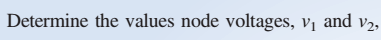 Determine the values node voltages, v₁ and v₂,